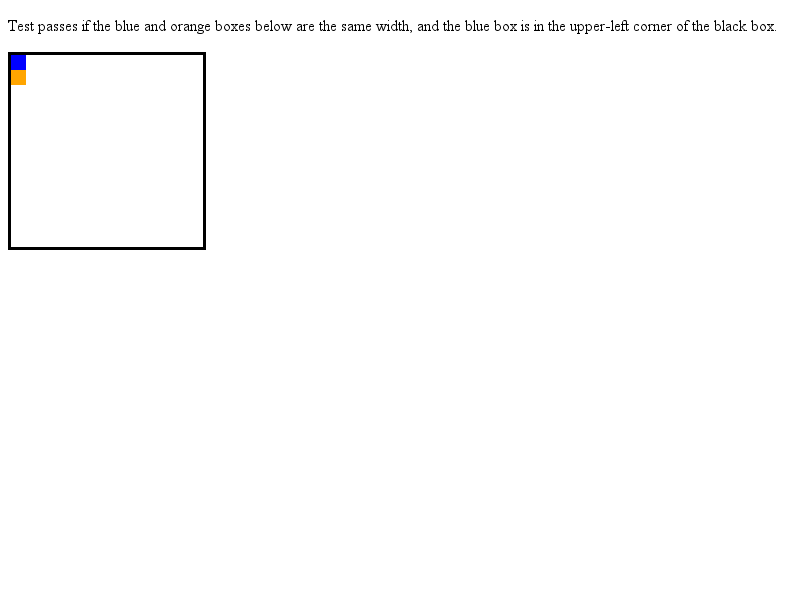 Test passes if the blue and orange boxes below are the same width, and the blue box is in the upper-left corner of the black box.